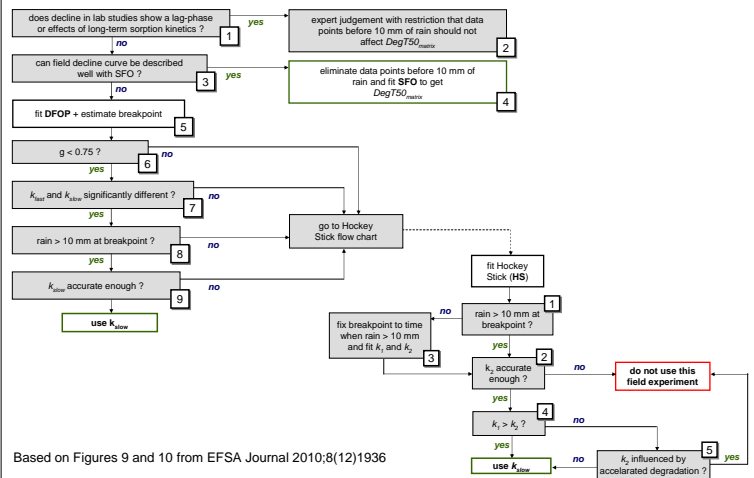 does decline in lab studies show a lag-phase
or effects of long-term sorption kinetics ?
1
yes
expert judgement with restriction that data
points before 10 mm of rain should not
affect DegT50matrix
2
no
can field decline curve be described
well with SFO ?
3
yes
eliminate data points before 10 mm of
rain and fit SFO to get
DegT50matrix
4
no
fit DFOP + estimate breakpoint
5
g < 0.75 ?
6
no
yes
kfast and kslow significantly different ?
7
no
yes
rain > 10 mm at breakpoint ?
8
no
yes
kslow accurate enough ?
9
no
use kslow
go to Hockey
Stick flow chart
fit Hockey
Stick (HS)
rain > 10 mm at
breakpoint ?
1
no
fix breakpoint to time
when rain > 10 mm
and fit k1 and k2
3
yes
k2 accurate
enough ?
2
no
do not use this
field experiment
yes
k1 > k2 ?
4
no
yes
use kslow
no
k2 influenced by
accelarated degradation ?
5
yes
Based on Figures 9 and 10 from EFSA Journal 2010;8(12)1936